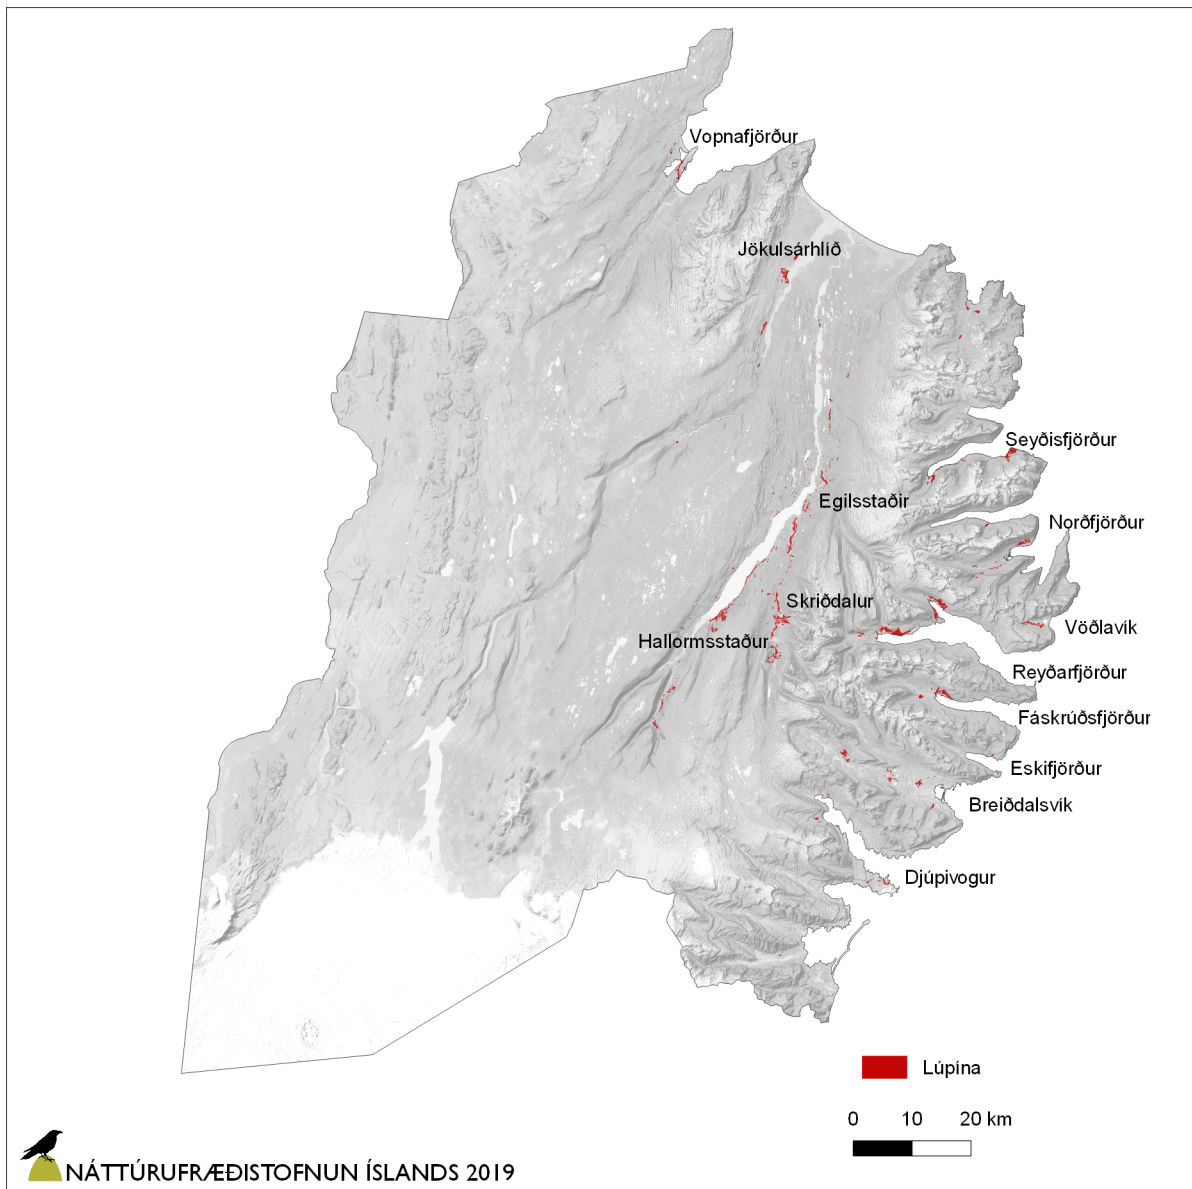 Vopnafjörður
Jökulsárhlíð
Seyðisfjörður
Egilsstaðir
Norðfjörður
Skriðdalur
Vöðlavík
Hallormsstaður
Reyðarfjörður
Fáskrúðsfjörður
Eskifjörður
Breiðdalsvík
Djúpivogur
Lúpína
0 10 20 km
NÁTTÚRUFRÆÐISTOFNUN ÍSLANDS 2019